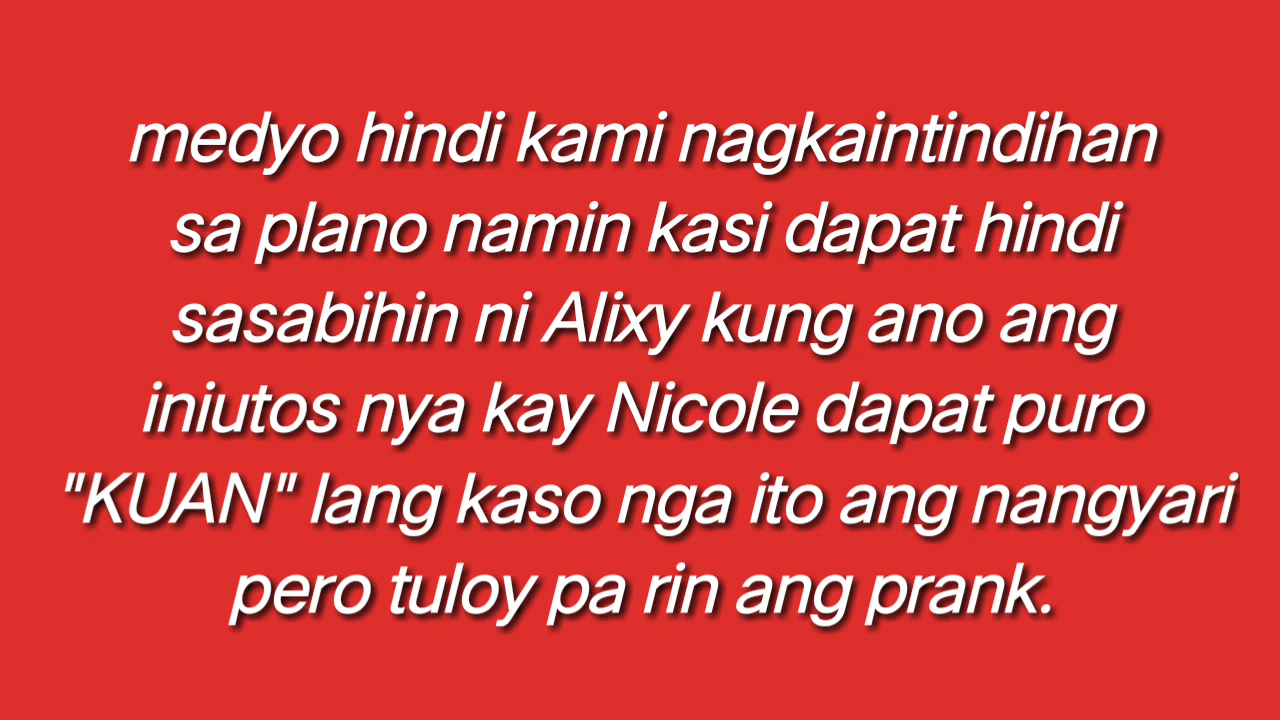 medyo hindi kami nagkaintindihan
sa plano namin kasi dapat hindi
sasabihin ni Alixy kung ano ang
iniutos nya kay Nicole dapat puro
"KUAN" lang kaso nga ito ang nangyari
pero tuloy pa rin ang prank.